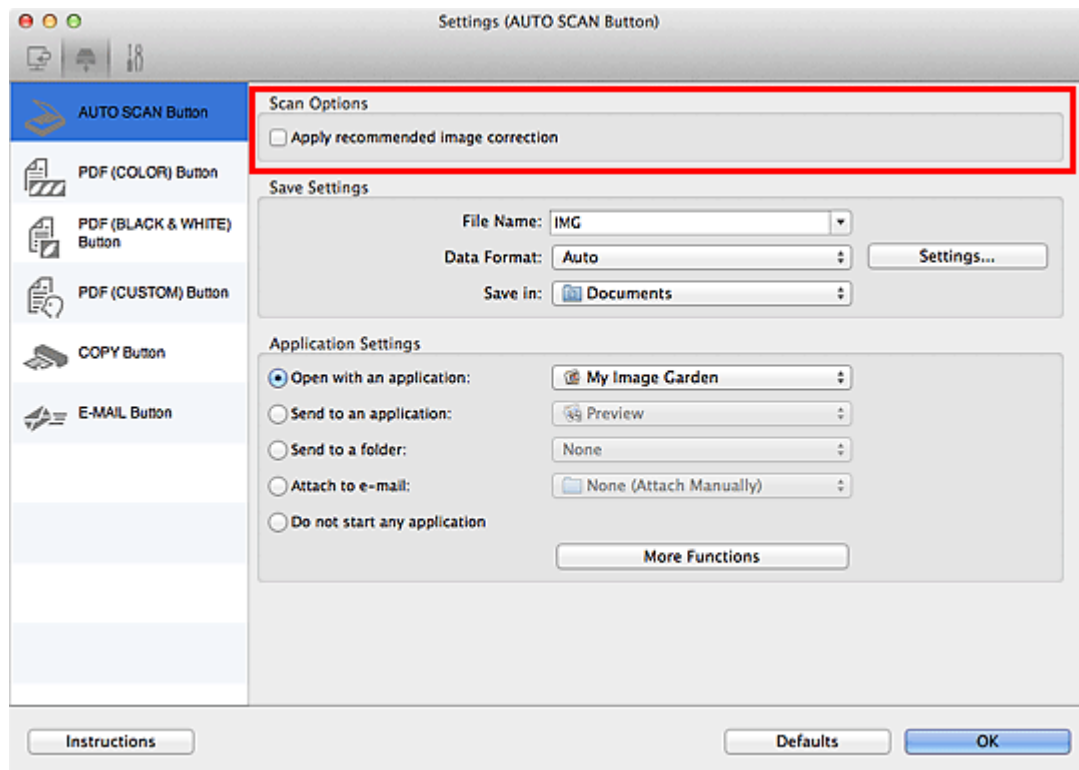 Settings (AUTO SCAN Button)
AUTO SCAN Button
PDF (COLOR) Button
PDF (BLACK & WHITE)
Button
PDF (CUSTOM) Button
COPY Button
E-MAIL Button
Scan Options
Apply recommended image correction
Save Settings
File Name: IMG
Data Format: Auto Settings...
Save in: Documents
Application Settings
Open with an application: My Image Garden
Send to an application: Preview
Send to a folder: None
Attach to e-mail: None (Attach Manually)
Do not start any application
More Functions
Instructions Defaults OK